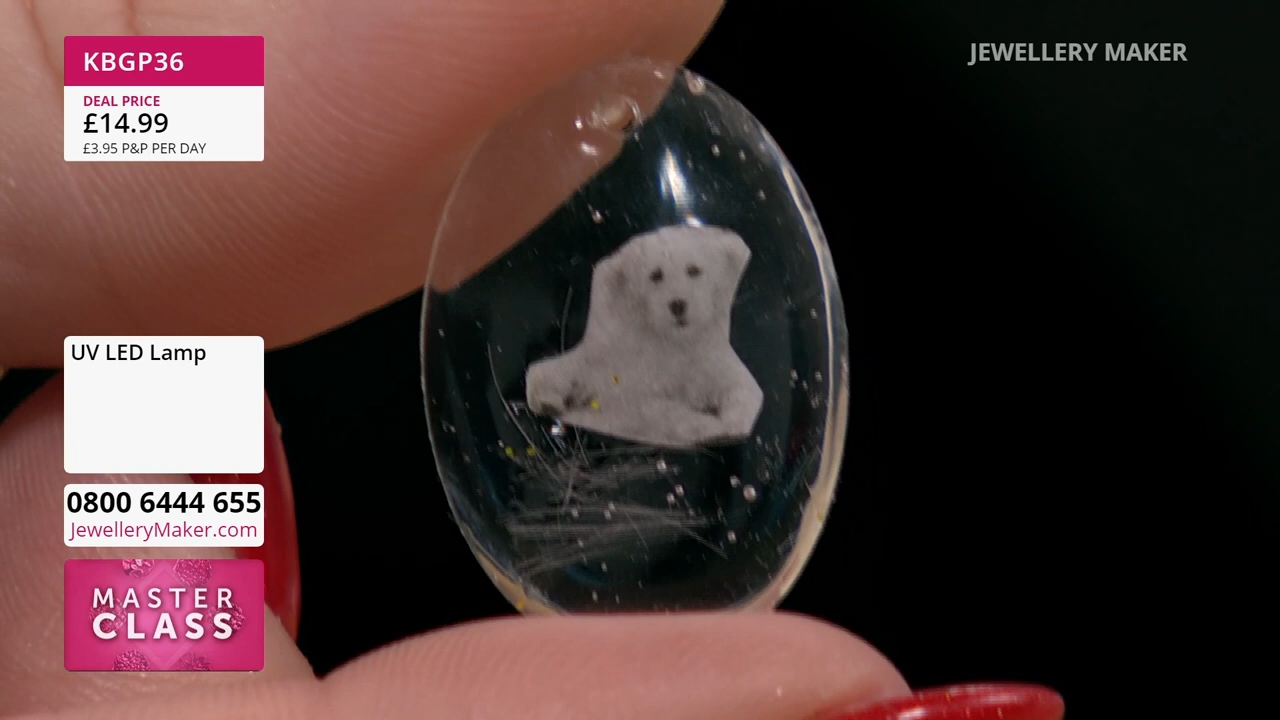 KBGP36
DEAL PRICE
£14.99
£3.95 P&P PER DAY
JEWELLERY MAKER
UV LED Lamp
0800 6444 655
JewelleryMaker.com
MASTER
CLASS